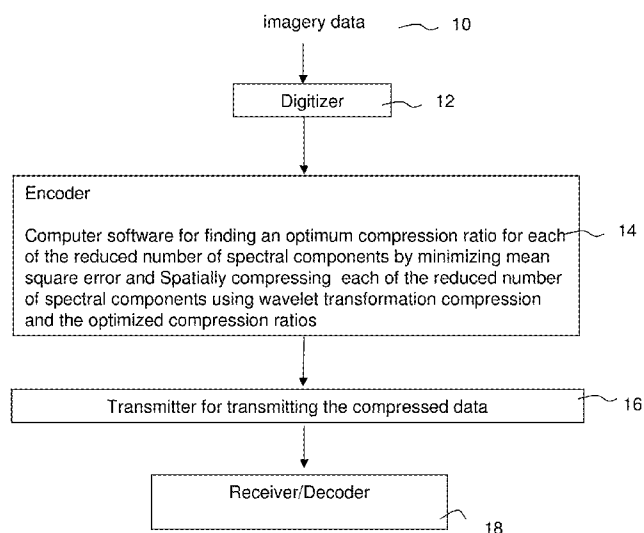 imagery data 10
Digitizer 12
Encoder
Computer software for finding an optimum compression ratio for each 14
of the reduced number of spectral components by minimizing mean
square error and Spatially compressing each of the reduced number
of spectral components using wavelet transformation compression
and the optimized compression ratios
Transmitter for transmitting the compressed data 16
Receiver/Decoder
18